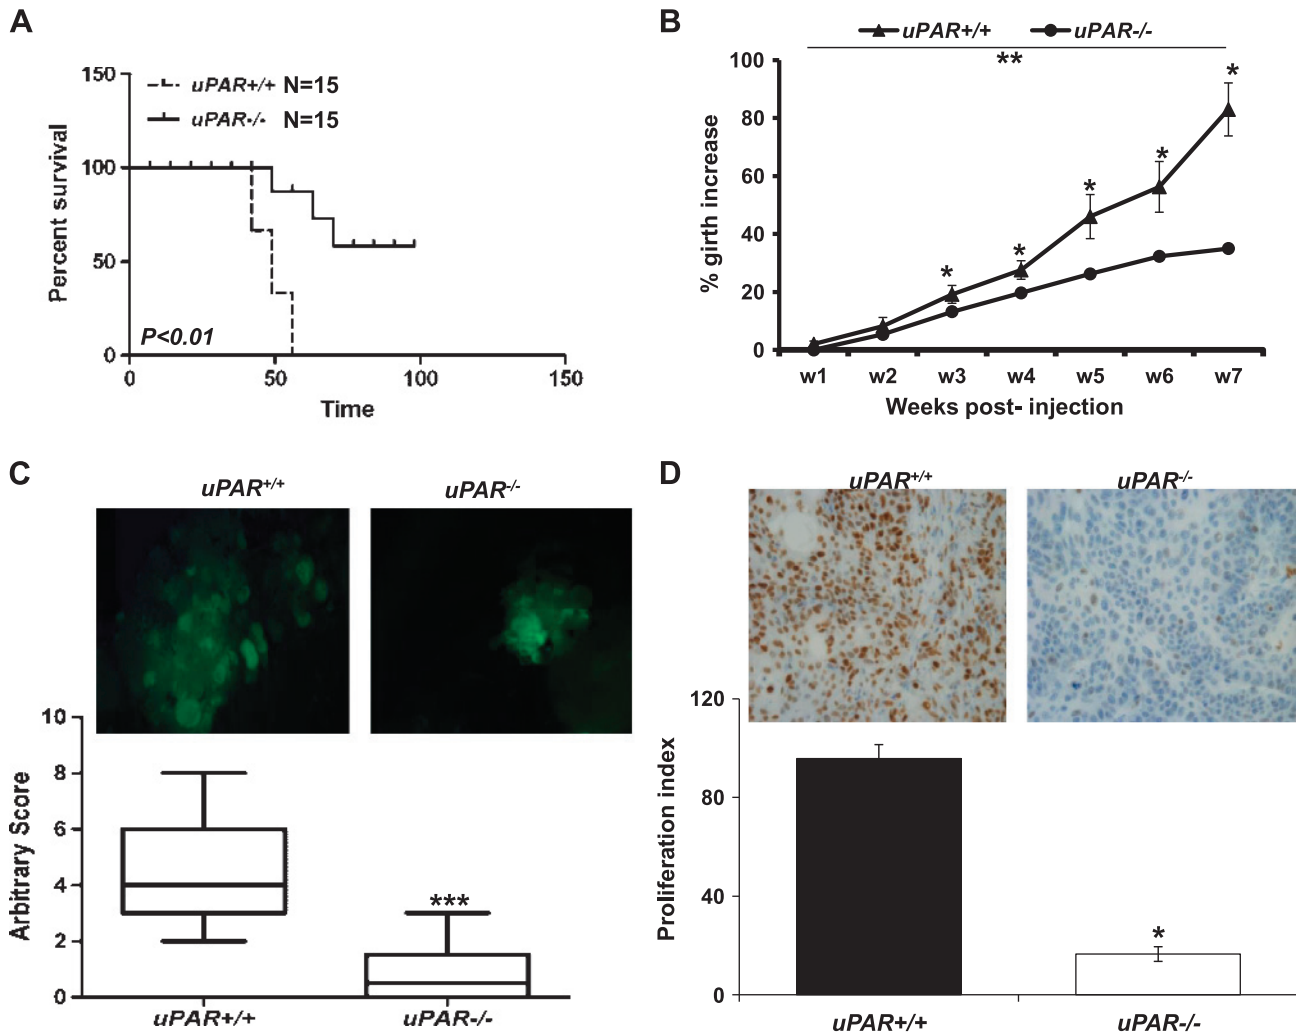 A
150
uPAR+/+ N=15
uPAR-/- N=15
100
50
0
Percent survival
P<0.01
0 50 100 150
Time
B
uPAR+/+ uPAR-/-
**
100
80
60
40
20
0
% girth increase
* * * * *
w1 w2 w3 w4 w5 w6 w7
Weeks post- injection
C
uPAR+/+ uPAR-/-
10
8
6
4
2
0
Arbitrary Score
***
uPAR+/+ uPAR-/-
D
uPAR+/+ uPAR-/-
120
80
40
0
Proliferation index
*
uPAR+/+ uPAR-/-